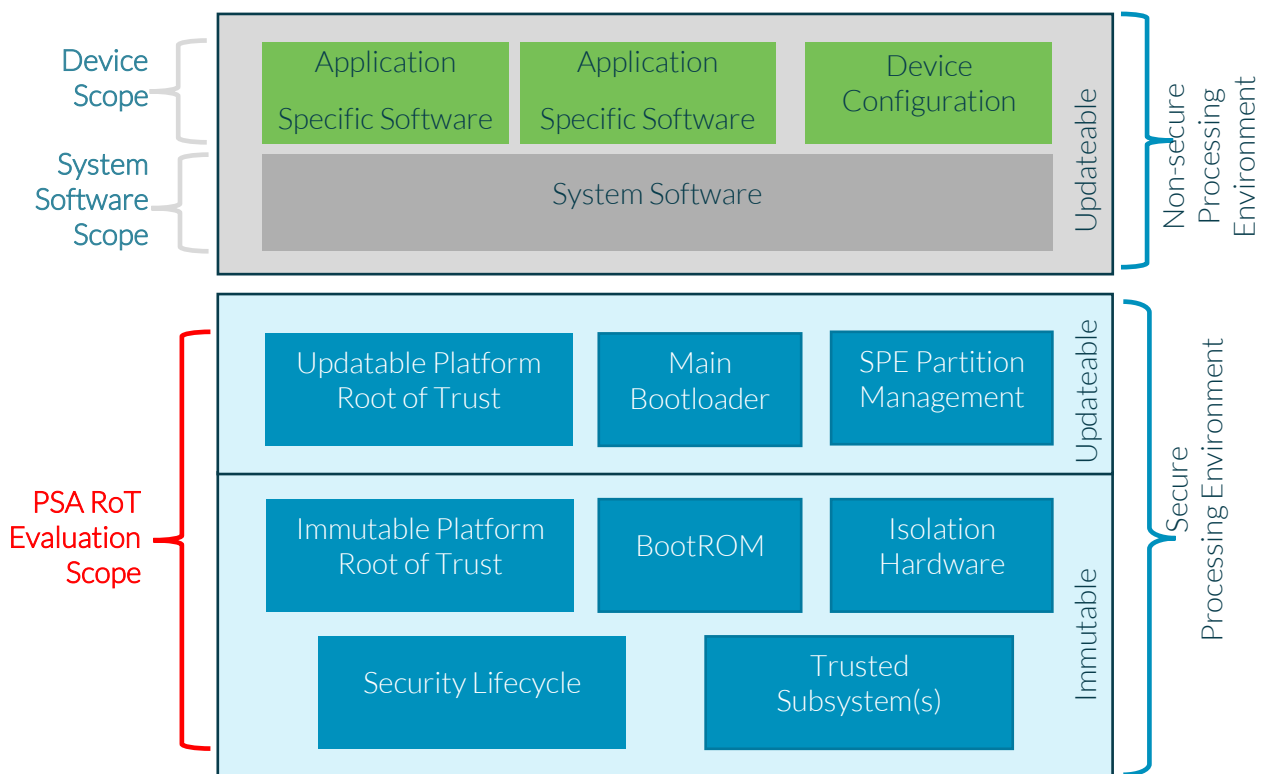 Device
Scope
Application
Specific Software
Application
Specific Software
Device
Configuration
Updateable
Non-secure
Processing
Environment
System
Software
Scope
System Software
PSA RoT
Evaluation
Scope
Updatable Platform
Root of Trust
Main
Bootloader
SPE Partition
Management
Updateable
Secure
Processing Environment
Immutable Platform
Root of Trust
BootROM
Isolation
Hardware
Immutable
Security Lifecycle
Trusted
Subsystem(s)